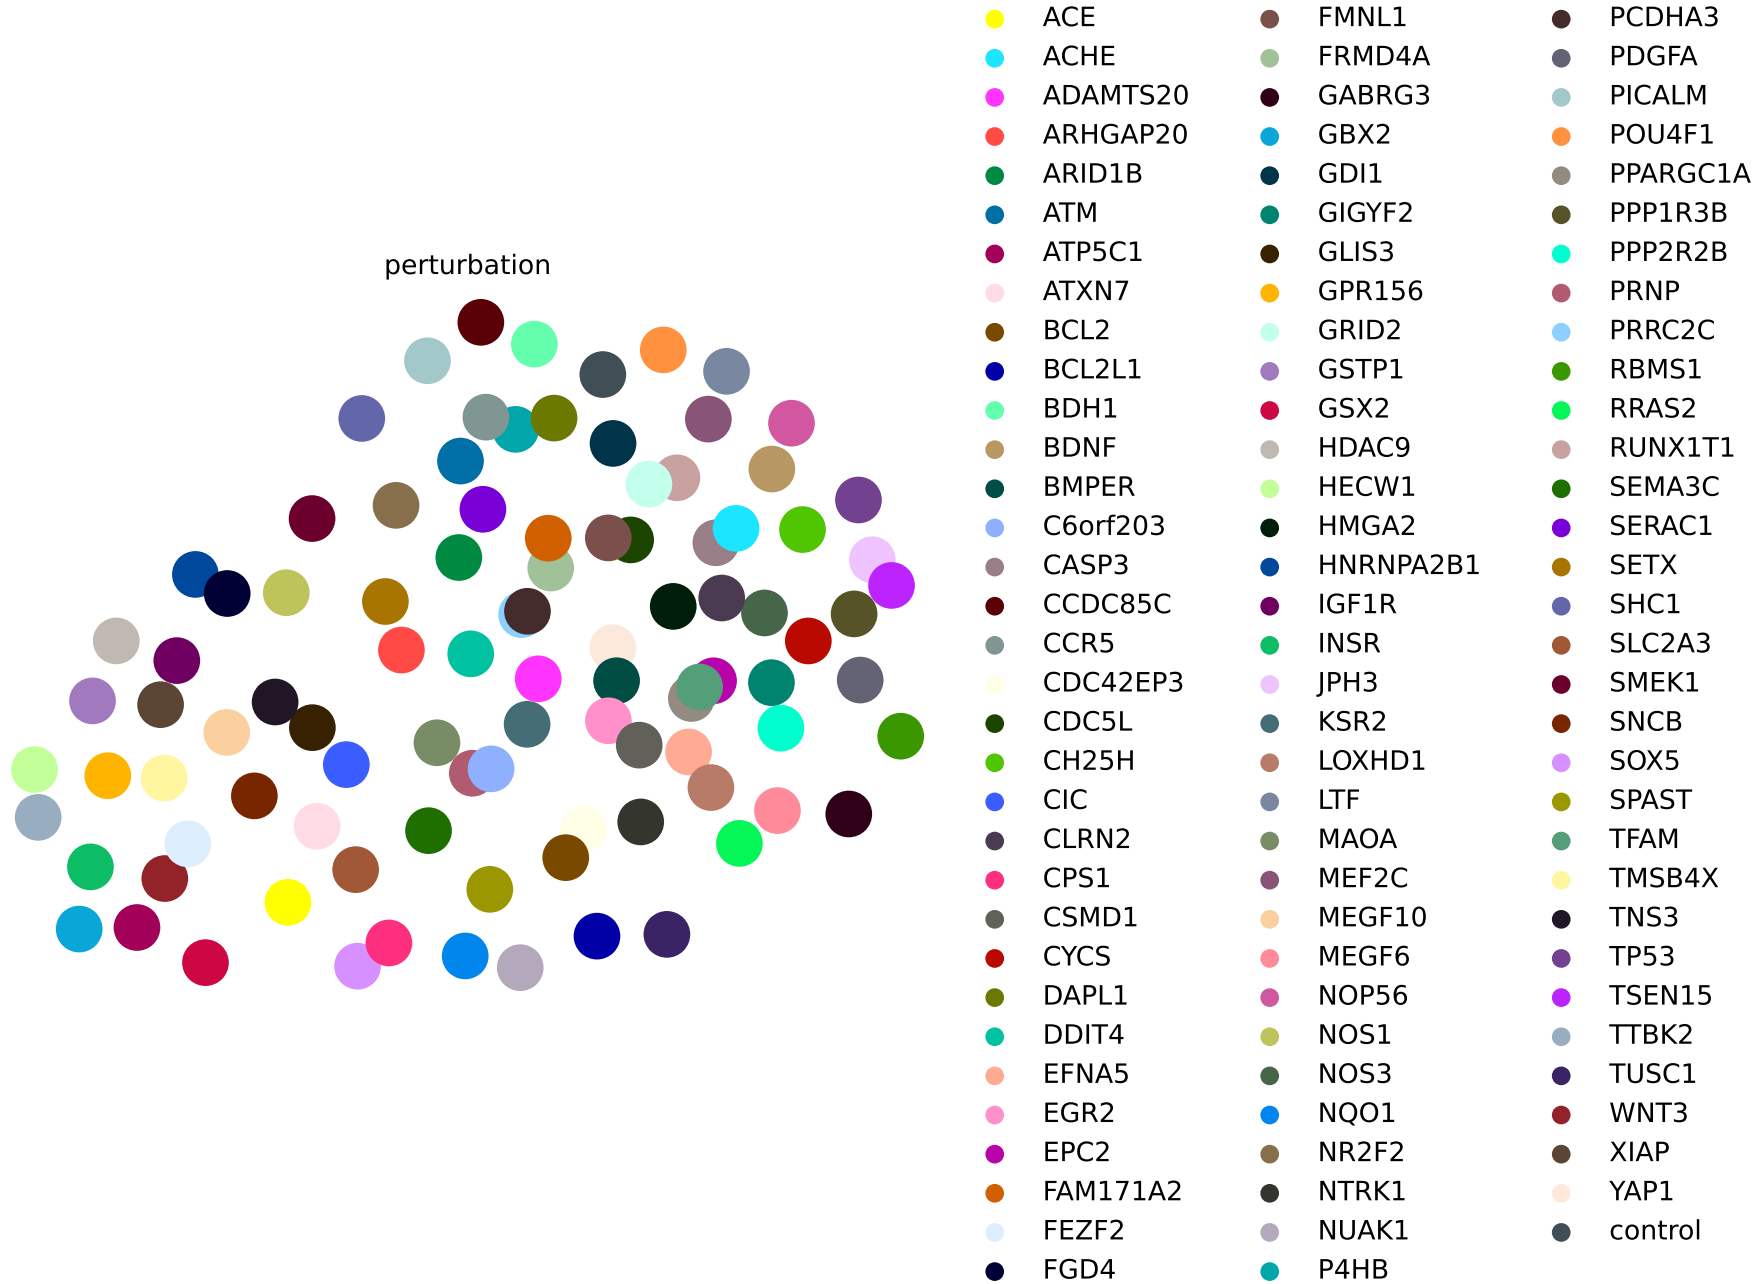 perturbation
ACE
ACHE
ADAMTS20
ARHGAP20
ARID1B
ATM
ATP5C1
ATXN7
BCL2
BCL2L1
BDH1
BDNF
BMPER
C6orf203
CASP3
CCDC85C
CCR5
CDC42EP3
CDC5L
CH25H
CIC
CLRN2
CPS1
CSMD1
CYCS
DAPL1
DDIT4
EFNA5
EGR2
EPC2
FAM171A2
FEZF2
FGD4
FMNL1
FRMD4A
GABRG3
GBX2
GDI1
GIGYF2
GLIS3
GPR156
GRID2
GSTP1
GSX2
HDAC9
HECW1
HMGA2
HNRNPA2B1
IGF1R
INSR
JPH3
KSR2
LOXHD1
LTF
MAOA
MEF2C
MEGF10
MEGF6
NOP56
NOS1
NOS3
NQO1
NR2F2
NTRK1
NUAK1
P4HB
PCDHA3
PDGFA
PICALM
POU4F1
PPARGC1A
PPP1R3B
PPP2R2B
PRNP
PRRC2C
RBMS1
RRAS2
RUNX1T1
SEMA3C
SERAC1
SETX
SHC1
SLC2A3
SMEK1
SNCB
SOX5
SPAST
TFAM
TMSB4X
TNS3
TP53
TSEN15
TTBK2
TUSC1
WNT3
XIAP
YAP1
control